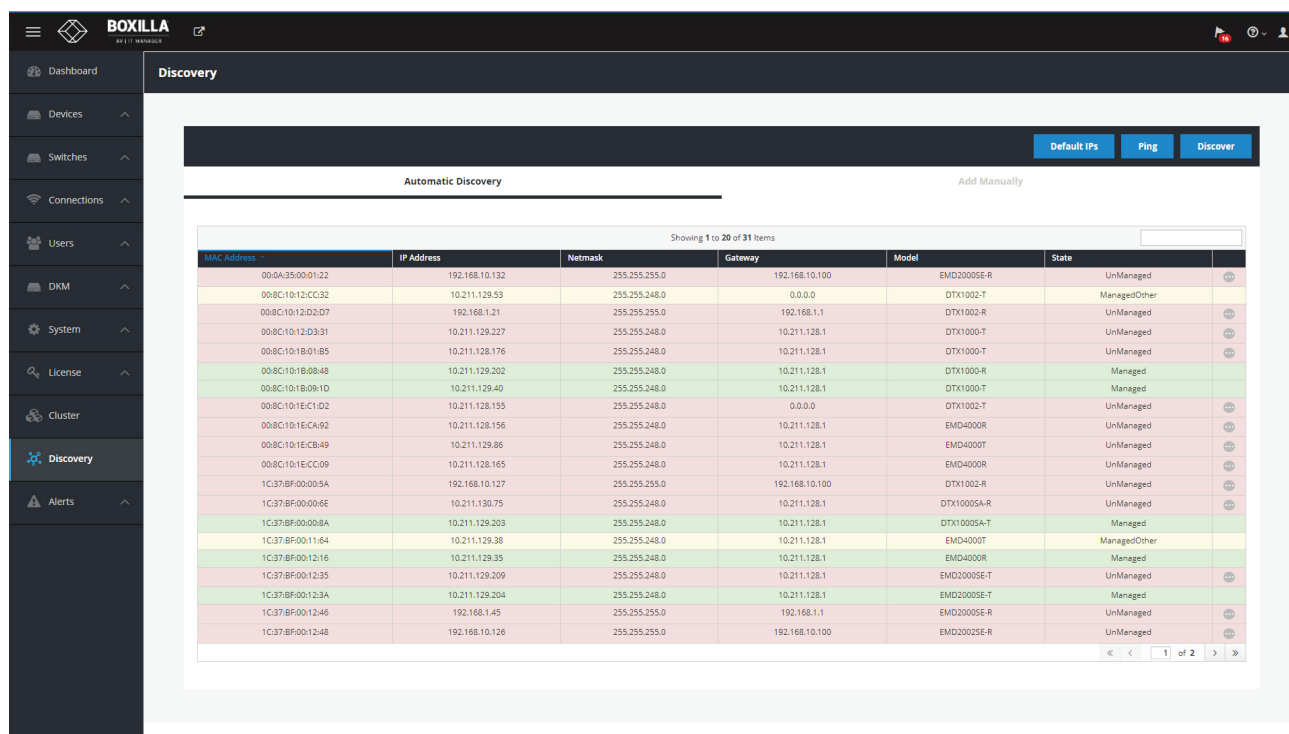 BOXILLA
AV | IT MANAGER
16
Dashboard
Discovery
Devices
Switches
Connections
Users
DKM
System
License
Cluster
Discovery
Alerts
Default IPs Ping Discover
Automatic Discovery Add Manually
Showing 1 to 20 of 31 Items
MAC Address IP Address Netmask Gateway Model State
00:0A:35:00:01:22 192.168.10.132 255.255.255.0 192.168.10.100 EMD2000SE-R UnManaged
00:8C:10:12:CC:32 10.211.129.53 255.255.248.0 0.0.0.0 DTX1002-T ManagedOther
00:8C:10:12:D2:D7 192.168.1.21 255.255.255.0 192.168.1.1 DTX1002-R UnManaged
00:8C:10:12:D3:31 10.211.129.227 255.255.248.0 10.211.128.1 DTX1000-T UnManaged
00:8C:10:1B:01:B5 10.211.128.176 255.255.248.0 10.211.128.1 DTX1000-T UnManaged
00:8C:10:1B:08:48 10.211.129.202 255.255.248.0 10.211.128.1 DTX1000-R Managed
00:8C:10:1B:09:1D 10.211.129.40 255.255.248.0 10.211.128.1 DTX1000-T Managed
00:8C:10:1E:C1:D2 10.211.128.155 255.255.248.0 0.0.0.0 DTX1002-T UnManaged
00:8C:10:1E:CA:92 10.211.128.156 255.255.248.0 10.211.128.1 EMD4000R UnManaged
00:8C:10:1E:CB:49 10.211.129.86 255.255.248.0 10.211.128.1 EMD4000T UnManaged
00:8C:10:1E:CC:09 10.211.128.165 255.255.248.0 10.211.128.1 EMD4000R UnManaged
1C:37:BF:00:00:5A 192.168.10.127 255.255.255.0 192.168.10.100 DTX1002-R UnManaged
1C:37:BF:00:00:6E 10.211.130.75 255.255.248.0 10.211.128.1 DTX1000SA-R UnManaged
1C:37:BF:00:00:8A 10.211.129.203 255.255.248.0 10.211.128.1 DTX1000SA-T Managed
1C:37:BF:00:11:64 10.211.129.38 255.255.248.0 10.211.128.1 EMD4000T ManagedOther
1C:37:BF:00:12:16 10.211.129.35 255.255.248.0 10.211.128.1 EMD4000R Managed
1C:37:BF:00:12:35 10.211.129.209 255.255.248.0 10.211.128.1 EMD2000SE-T UnManaged
1C:37:BF:00:12:3A 10.211.129.204 255.255.248.0 10.211.128.1 EMD2000SE-T Managed
1C:37:BF:00:12:46 192.168.1.45 255.255.255.0 192.168.1.1 EMD2000SE-R UnManaged
1C:37:BF:00:12:48 192.168.10.126 255.255.255.0 192.168.10.100 EMD2002SE-R UnManaged
1 of 2